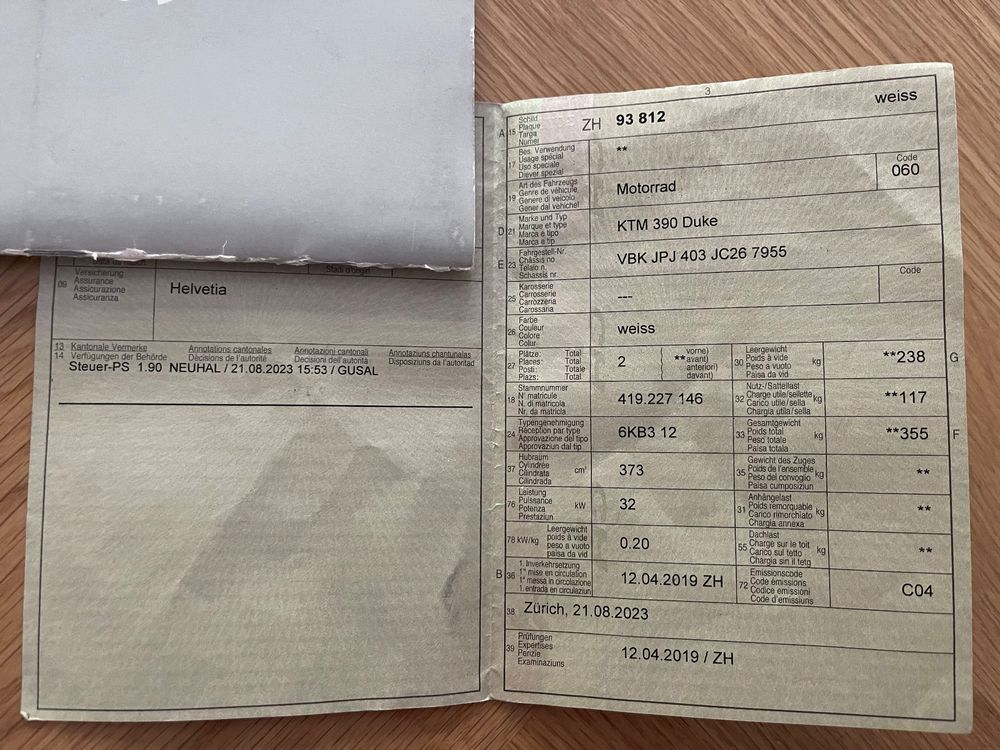 Stadt d'Origin
09 Versicherung
Assurance
Assicurazione
Assicuranza
Helvetia
13 Kantonale Vermerke Annotations cantonales Annotazioni cantonali Annotaziuns chantunalas
14 Verfügungen der Behörde Décisions de l'autorité Decisioni dell'autorità Disposiziuns da l'autoritad
Steuer-PS 1.90 NEUHAL / 21.08.2023 15:53 / GUSAL
3
A 15 Schild
Plaque
Targa
Numer
ZH 93 812 weiss
17 Bes. Verwendung
Usage spécial
Uso speciale
Diever spezial
**
19 Art des Fahrzeugs
Genre de véhicule
Genere di veicolo
Gener dal vehichel
Motorrad
Code
060
D 21 Marke und Typ
Marque et type
Marca e tipo
Marca e tip
KTM 390 Duke
E 23 Fahrgestell-Nr
Châssis no
Telaio n.
Schassis nr.
VBK JPJ 403 JC26 7955
25 Karosserie
Carrosserie
Carrozzeria
Carossaria
---
Code
26 Farbe
Couleur
Colore
Colur
weiss
27 Plätze: Total
Places: Total
Posti: Totale
Plazs: Total
2
** vorne)
avant)
anteriori)
davant)
30 Leergewicht
Poids à vide
Peso a vuoto
Paisa da vid
kg
**238 G
18 Stammnummer
N° matricule
N. di matricola
Nr. da matricla
419.227 146
32 Nutz-/Sattellast
Charge utile/sellette
Carico utile/sella
Chargia utila/sella
kg
**117
24 Typengenehmigung
Réception par type
Approvazione del tipo
Approvaziun dal tip
6KB3 12
33 Gesamtgewicht
Poids total
Peso totale
Paisa totala
kg
**355 F
37 Hubraum
Cylindrée
Cilindrata
Cilindrada
cm³
373
35 Gewicht des Zuges
Poids de l'ensemble
Peso del convoglio
Paisa cumposiziun
kg
**
76 Leistung
Puissance
Potenza
Prestaziun
kW
32
31 Anhängelast
Poids remorquable
Carico rimorchiato
Chargia annexa
kg
**
78 kW/kg Leergewicht
poids à vide
peso a vuoto
paisa da vid
0.20
55 Dachlast
Charge sur le toit
Carico sul tetto
Chargia sin il tetg
kg
**
B 36 1. Inverkehrsetzung
1re mise en circulation
1a messa in circolazione
1. entrada en circulaziun
12.04.2019 ZH
72 Emissionscode
Code émissions
Codice emissioni
Code d'emissiuns
C04
38 Zürich, 21.08.2023
39 Prüfungen
Expertises
Perizie
Examinaziuns
12.04.2019 / ZH